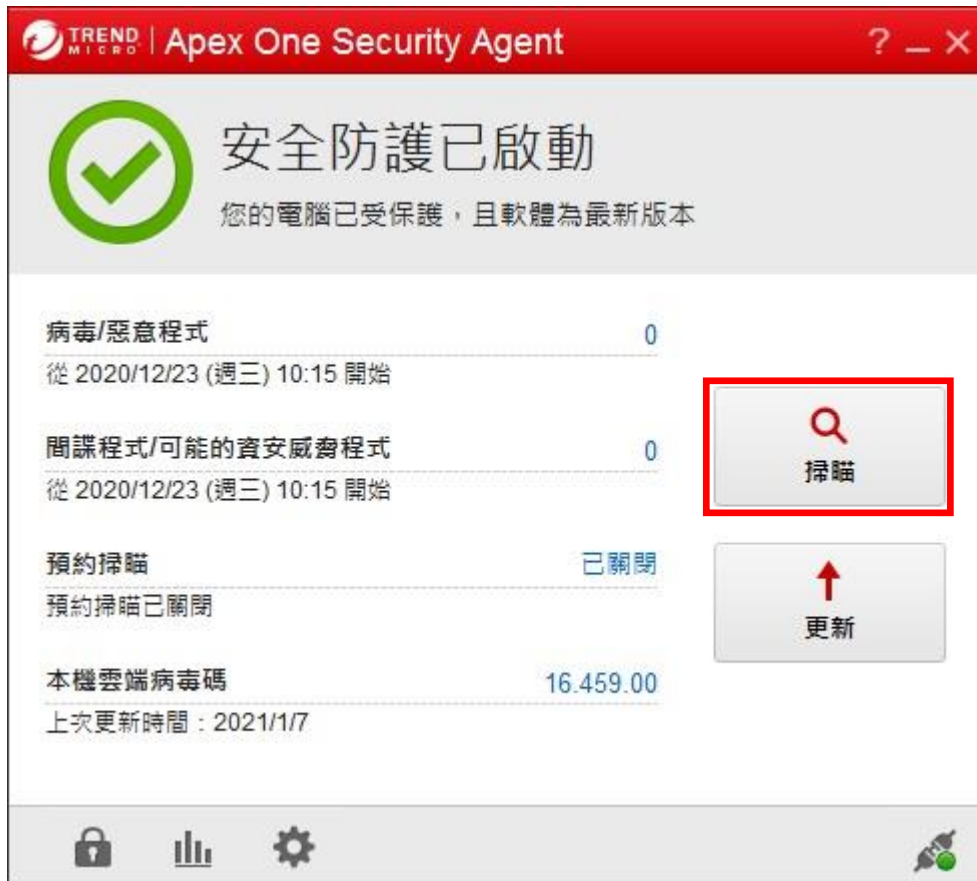 TREND MICRO | Apex One Security Agent ? – ×
安全防護已啟動
您的電腦已受保護，且軟體為最新版本
病毒/惡意程式 0
從 2020/12/23 (週三) 10:15 開始
間諜程式/可能的資安威脅程式 0
從 2020/12/23 (週三) 10:15 開始
預約掃瞄 已關閉
預約掃瞄已關閉
本機雲端病毒碼 16.459.00
上次更新時間：2021/1/7
掃瞄
更新